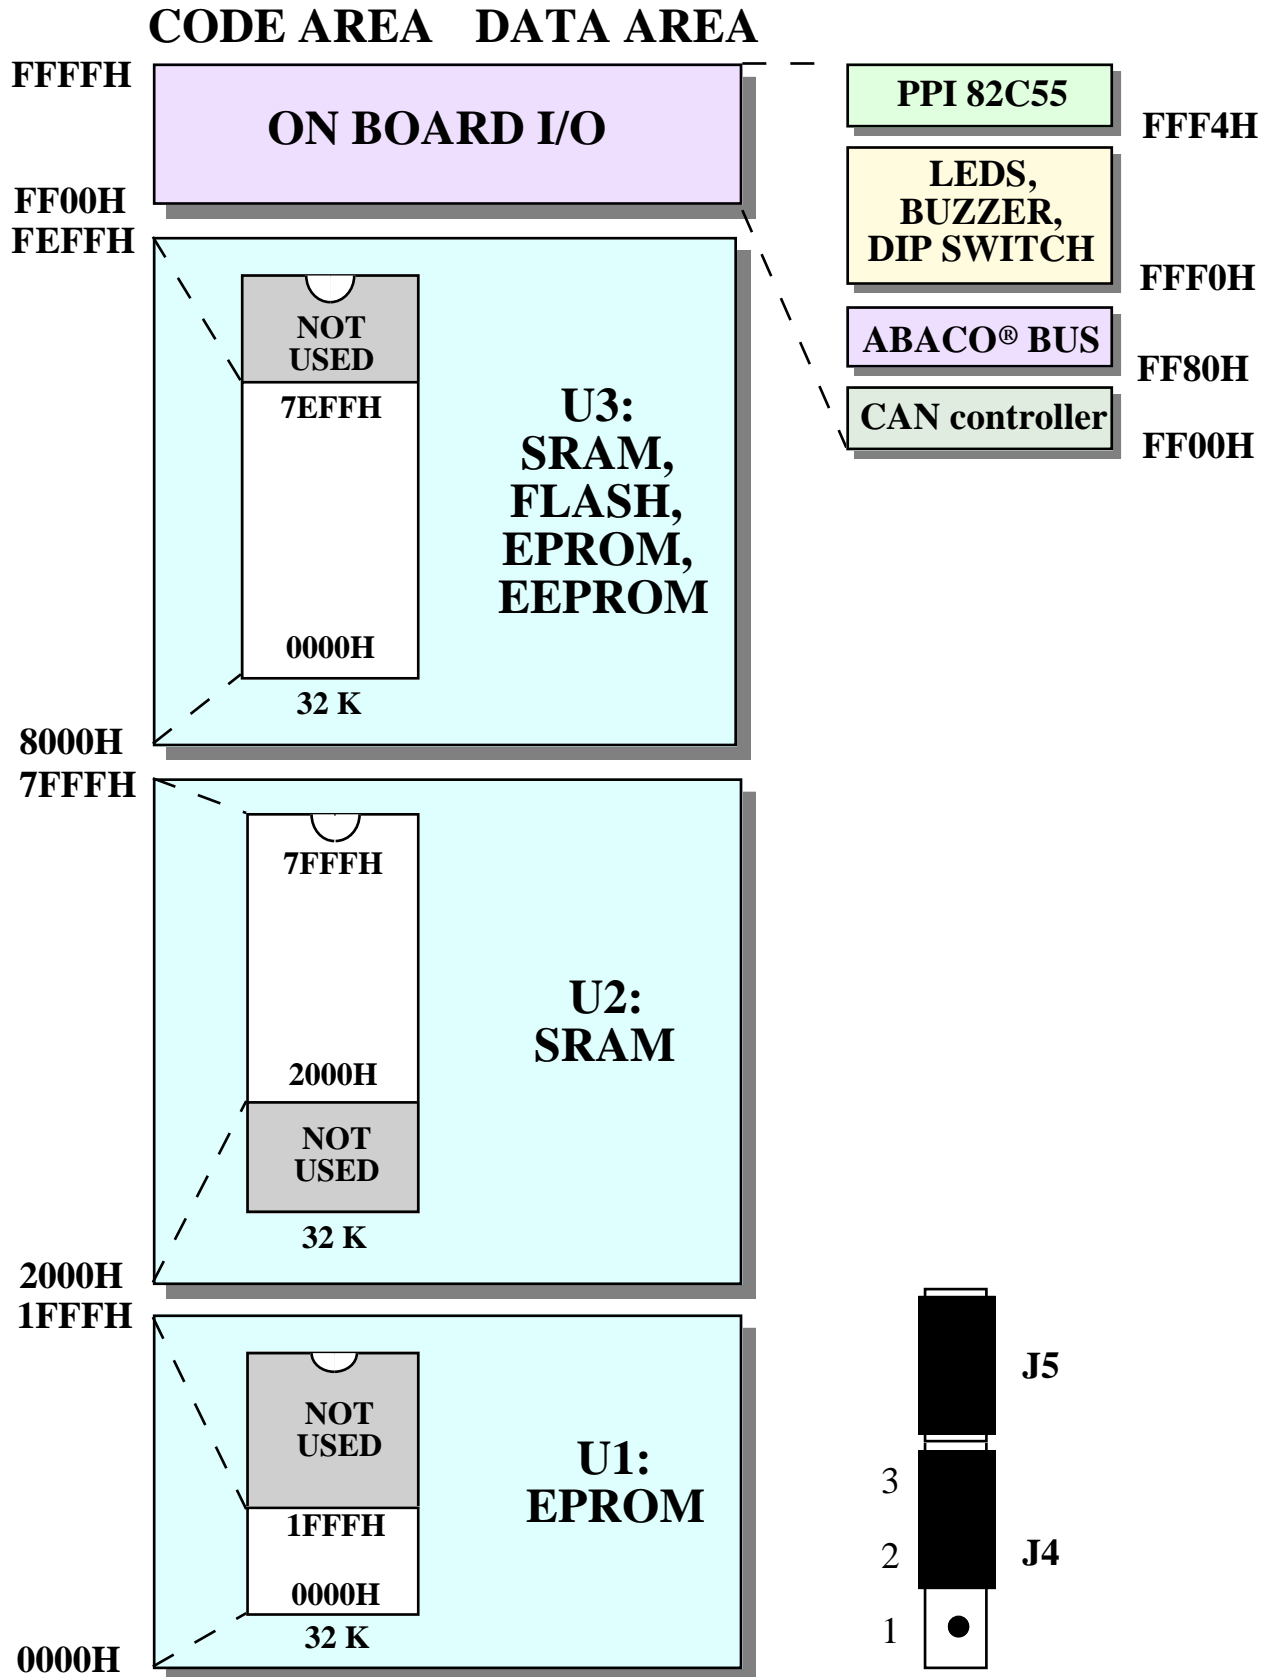 CODE AREA DATA AREA
FFFFH
ON BOARD I/O
FF00H
FEFFH
PPI 82C55
FFF4H
LEDS,
BUZZER,
DIP SWITCH
FFF0H
ABACO® BUS
FF80H
CAN controller
FF00H
NOT
USED
7EFFH
0000H
32 K
U3:
SRAM,
FLASH,
EPROM,
EEPROM
8000H
7FFFH
7FFFH
2000H
NOT
USED
32 K
U2:
SRAM
2000H
1FFFH
NOT
USED
1FFFH
0000H
32 K
U1:
EPROM
0000H
J5
3
2
J4
1